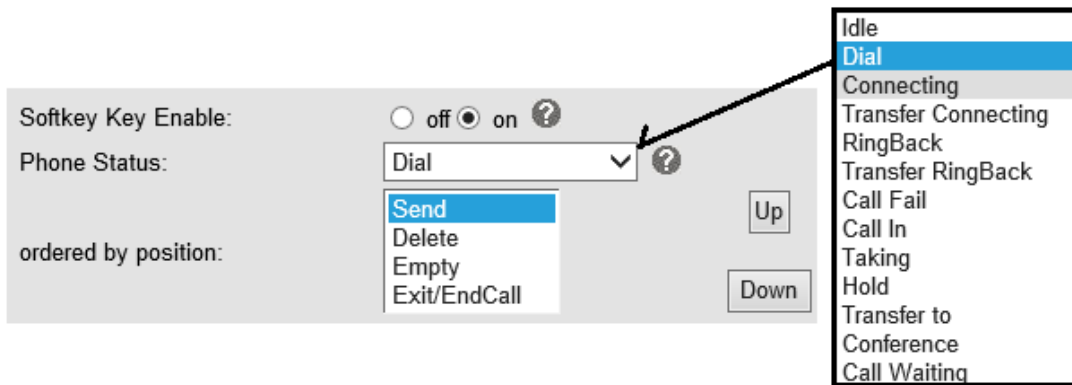 Softkey Key Enable: off on ?
Phone Status: Dial ?
ordered by position:
Send
Delete
Empty
Exit/EndCall
Up
Down
Idle
Dial
Connecting
Transfer Connecting
RingBack
Transfer RingBack
Call Fail
Call In
Taking
Hold
Transfer to
Conference
Call Waiting